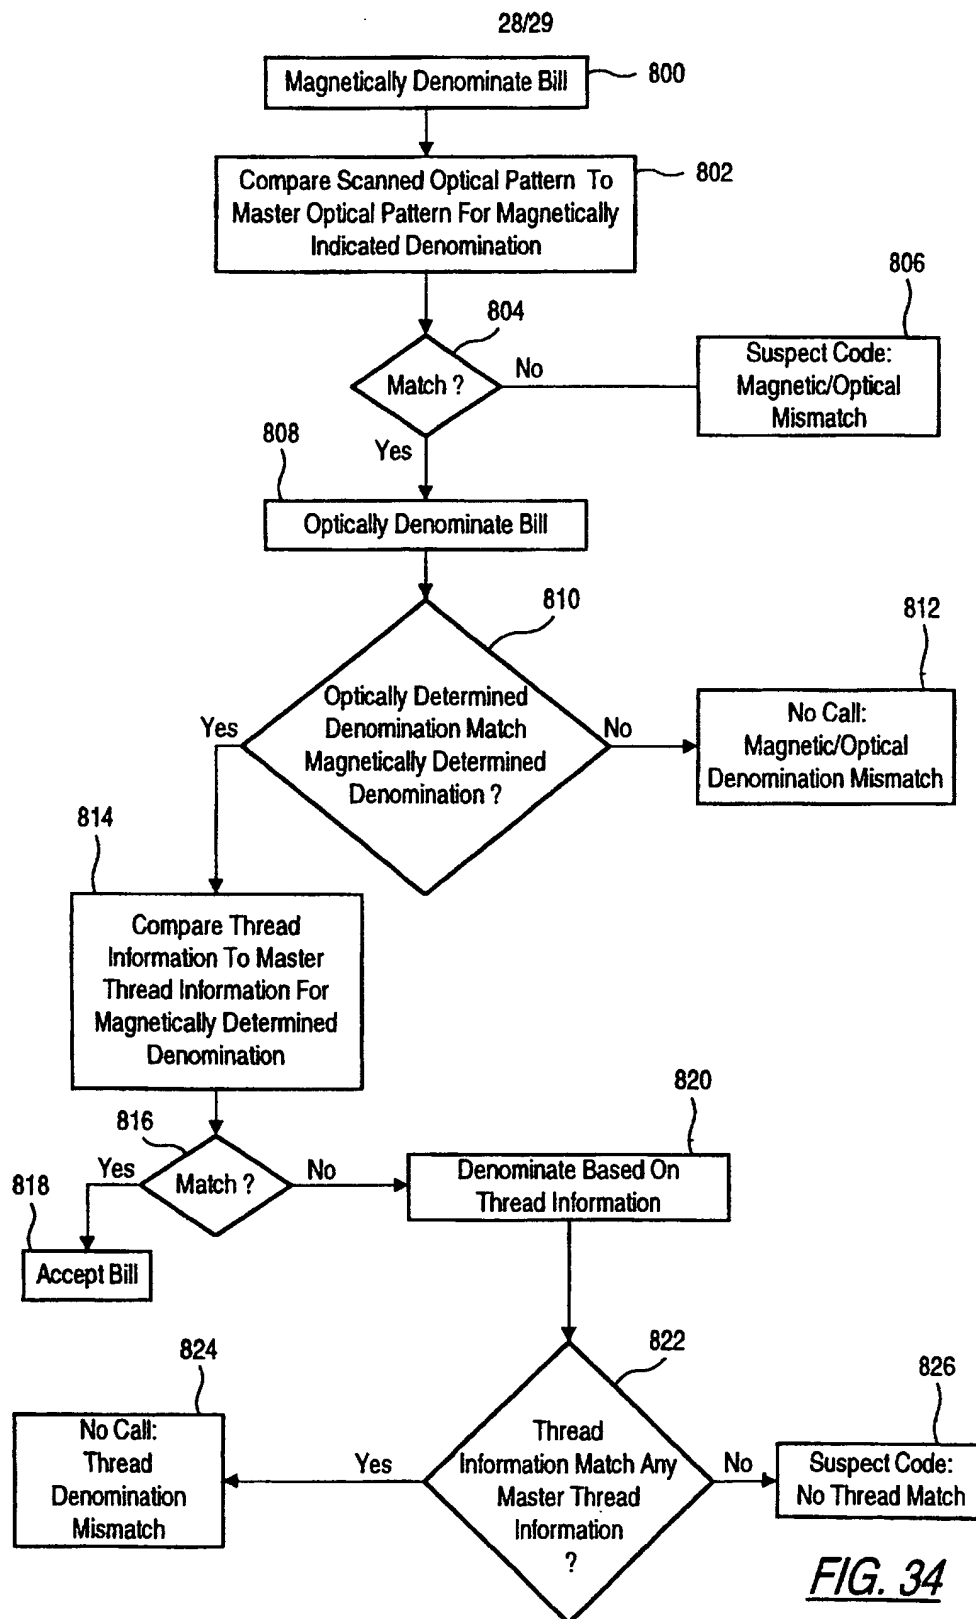 28/29
Magnetically Denominate Bill
800
Compare Scanned Optical Pattern To
Master Optical Pattern For Magnetically
Indicated Denomination
802
804
Match ?
No
Yes
806
Suspect Code:
Magnetic/Optical
Mismatch
808
Optically Denominate Bill
810
Optically Determined
Denomination Match
Magnetically Determined
Denomination ?
Yes
No
812
No Call:
Magnetic/Optical
Denomination Mismatch
814
Compare Thread
Information To Master
Thread Information For
Magnetically Determined
Denomination
816
Match ?
Yes
No
818
Accept Bill
820
Denominate Based On
Thread Information
822
Thread
Information Match Any
Master Thread
Information
?
Yes
No
824
No Call:
Thread
Denomination
Mismatch
826
Suspect Code:
No Thread Match
FIG. 34